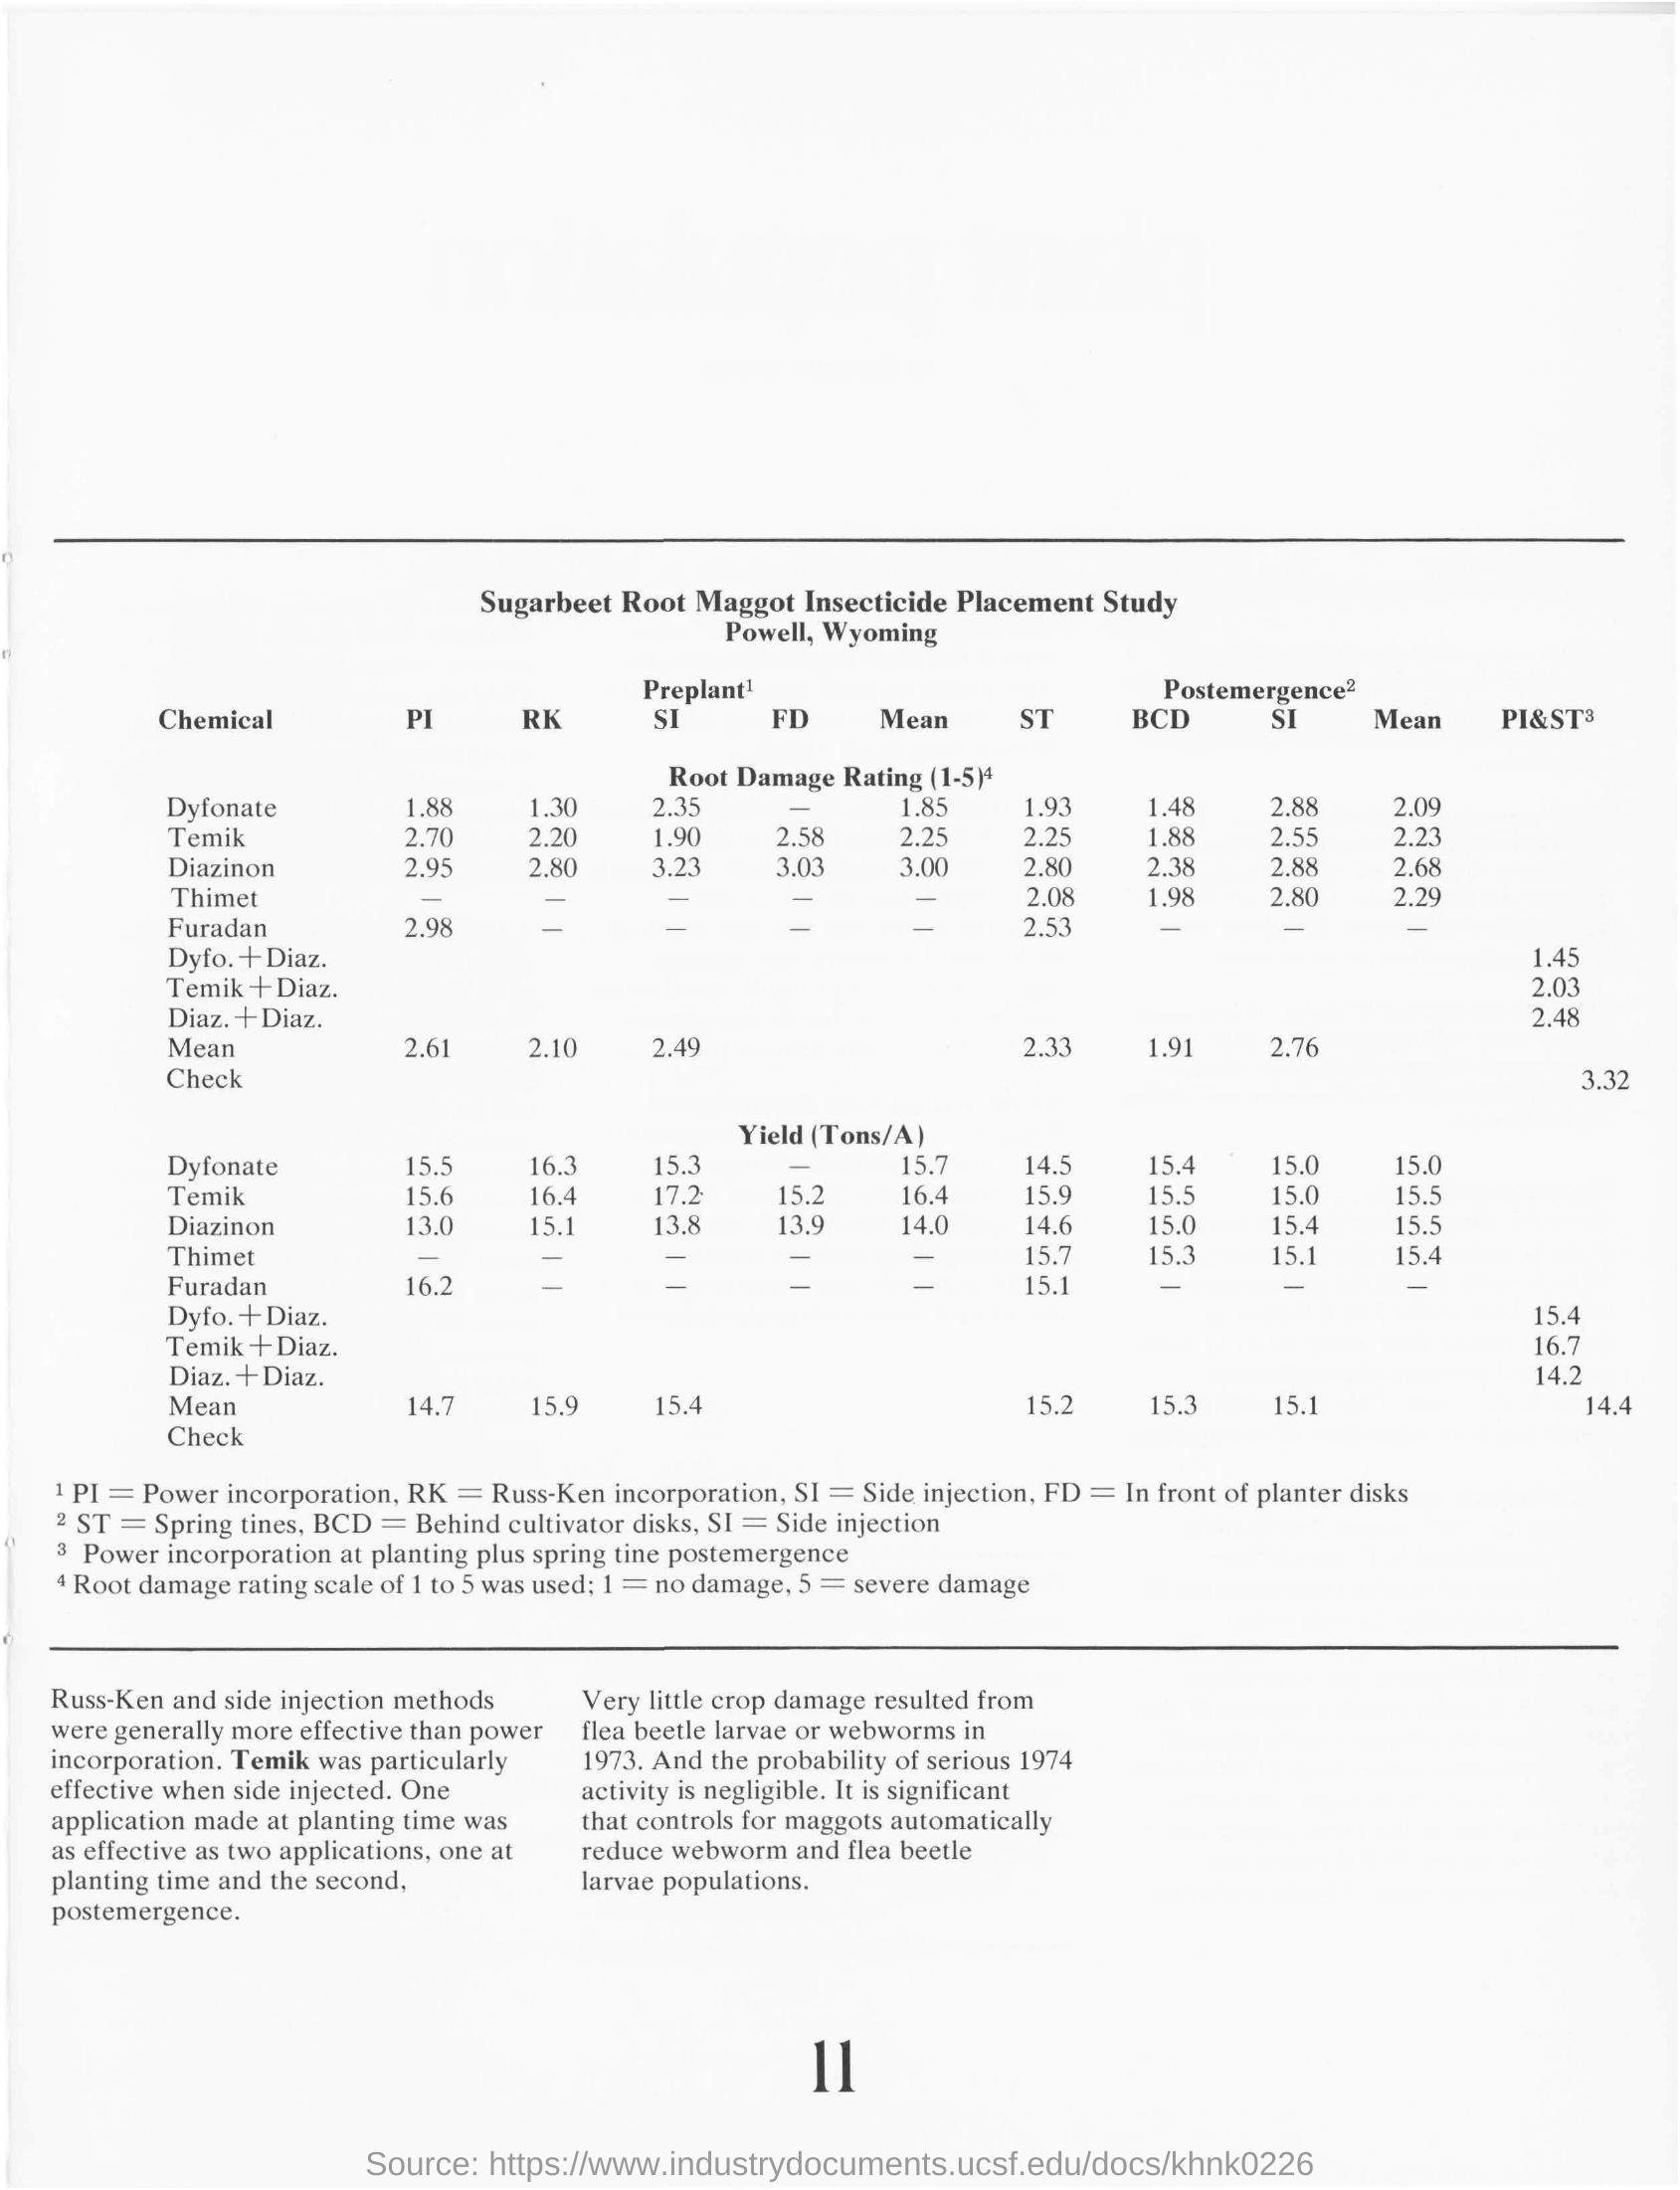 Sugarbeet Root Maggot Insecticide Placement Study
Powell, Wyoming
Preplant¹ Postemergence²
Chemical PI RK SI FD Mean ST BCD SI Mean PI&ST³
Root Damage Rating (1-5)⁴
Dyfonate 1.88 1.30 2.35 — 1.85 1.93 1.48 2.88 2.09
Temik 2.70 2.20 1.90 2.58 2.25 2.25 1.88 2.55 2.23
Diazinon 2.95 2.80 3.23 3.03 3.00 2.80 2.38 2.88 2.68
Thimet — — — — — 2.08 1.98 2.80 2.29
Furadan 2.98 — — — — 2.53 — — —
Dyfo.+Diaz. 1.45
Temik+Diaz. 2.03
Diaz.+Diaz. 2.48
Mean 2.61 2.10 2.49 2.33 1.91 2.76
Check 3.32
Yield (Tons/A)
Dyfonate 15.5 16.3 15.3 — 15.7 14.5 15.4 15.0 15.0
Temik 15.6 16.4 17.2 15.2 16.4 15.9 15.5 15.0 15.5
Diazinon 13.0 15.1 13.8 13.9 14.0 14.6 15.0 15.4 15.5
Thimet — — — — — 15.7 15.3 15.1 15.4
Furadan 16.2 — — — — 15.1 — — —
Dyfo.+Diaz. 15.4
Temik+Diaz. 16.7
Diaz.+Diaz. 14.2
Mean 14.7 15.9 15.4 15.2 15.3 15.1 14.4
Check
¹ PI = Power incorporation, RK = Russ-Ken incorporation, SI = Side injection, FD = In front of planter disks
² ST = Spring tines, BCD = Behind cultivator disks, SI = Side injection
³ Power incorporation at planting plus spring tine postemergence
⁴ Root damage rating scale of 1 to 5 was used; 1 = no damage, 5 = severe damage
Russ-Ken and side injection methods
were generally more effective than power
incorporation. Temik was particularly
effective when side injected. One
application made at planting time was
as effective as two applications, one at
planting time and the second,
postemergence.
Very little crop damage resulted from
flea beetle larvae or webworms in
1973. And the probability of serious 1974
activity is negligible. It is significant
that controls for maggots automatically
reduce webworm and flea beetle
larvae populations.
11
Source: https://www.industrydocuments.ucsf.edu/docs/khnk0226